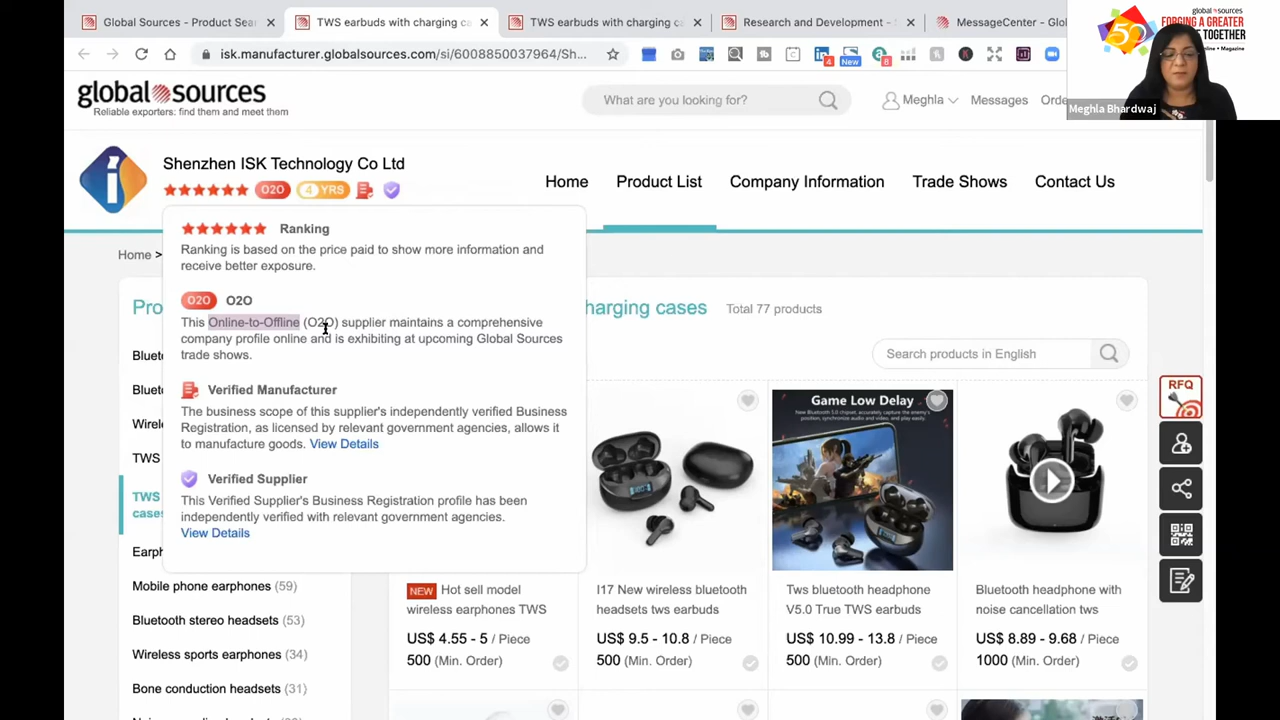 Global Sources - Product Sea
TWS earbuds with charging ca
TWS earbuds with charging ca
Research and Development -
MessageCenter - Glo
isk.manufacturer.globalsources.com/si/6008850037964/Sh...
4
New
8
50
FORGING A GREATER
TOGETHER
Magazine
Meghla Bhardwaj
global sources
Reliable exporters: find them and meet them
What are you looking for?
Meghla
Messages
Orde
Shenzhen ISK Technology Co Ltd
O2O
4 YRS
Home
Product List
Company Information
Trade Shows
Contact Us
Ranking
Ranking is based on the price paid to show more information and
receive better exposure.
O2O O2O
This Online-to-Offline (O2O) supplier maintains a comprehensive
company profile online and is exhibiting at upcoming Global Sources
trade shows.
Verified Manufacturer
The business scope of this supplier's independently verified Business
Registration, as licensed by relevant government agencies, allows it
to manufacture goods. View Details
Verified Supplier
This Verified Supplier's Business Registration profile has been
independently verified with relevant government agencies.
View Details
Home >
Pro
Bluet
Bluet
Wirel
TWS
TWS
cases
Earph
Mobile phone earphones (59)
Bluetooth stereo headsets (53)
Wireless sports earphones (34)
Bone conduction headsets (31)
charging cases
Total 77 products
Search products in English
RFQ
Game Low Delay
NEW Hot sell model
wireless earphones TWS
US$ 4.55 - 5 / Piece
500 (Min. Order)
I17 New wireless bluetooth
headsets tws earbuds
US$ 9.5 - 10.8 / Piece
500 (Min. Order)
Tws bluetooth headphone
V5.0 True TWS earbuds
US$ 10.99 - 13.8 / Piece
500 (Min. Order)
Bluetooth headphone with
noise cancellation tws
US$ 8.89 - 9.68 / Piece
1000 (Min. Order)